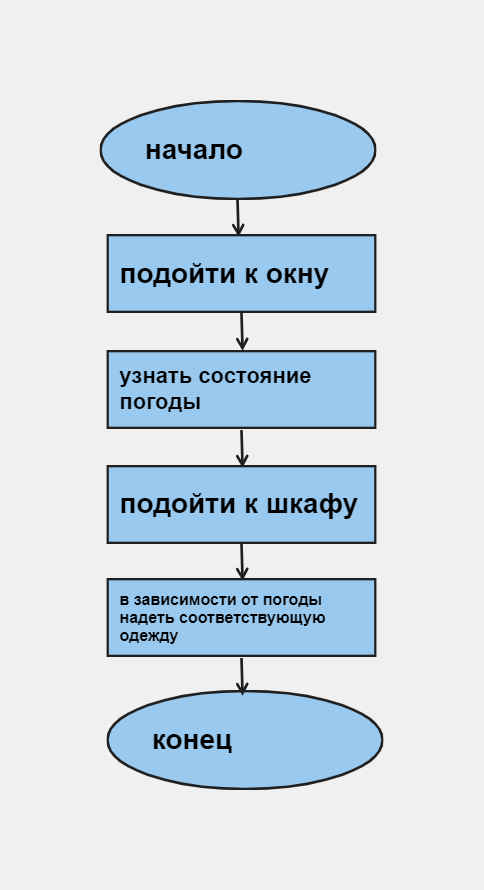 начало
подойти к окну
узнать состояние
погоды
подойти к шкафу
в зависимости от погоды
надеть соответствующую
одежду
конец